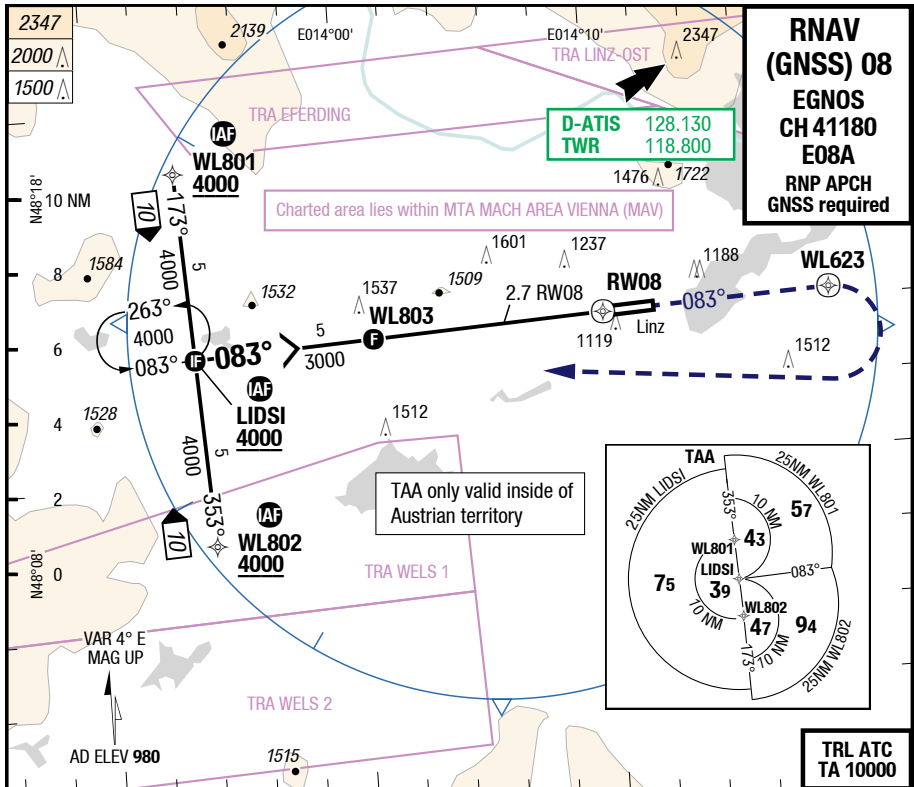 2347
2000
1500
2139
E014°00'
E014°10'
2347
TRA LINZ-OST
TRA EFERDING
RNAV
(GNSS) 08
EGNOS
CH 41180
E08A
RNP APCH
GNSS required
D-ATIS 128.130
TWR 118.800
IAF
WL801
4000
1476
1722
N48°18'
10 NM
173°
10
Charted area lies within MTA MACH AREA VIENNA (MAV)
1584
8
4000
5
1532
1537
1601
1509
1237
1188
WL623
263°
4000
083°
IF
083°
5
3000
WL803
F
2.7 RW08
RW08
083°
Linz
1119
6
1512
IAF
LIDSI
4000
1528
4
4000
5
1512
353°
2
10
IAF
WL802
4000
TAA only valid inside of
Austrian territory
N48°08'
0
TRA WELS 1
VAR 4° E
MAG UP
TRA WELS 2
AD ELEV 980
1515
TAA
25NM LIDSI
25NM WL801
353°
10 NM
57
WL801
43
LIDSI
083°
75
39
WL802
10 NM
47
94
173°
10 NM
25NM WL802
TRL ATC
TA 10000